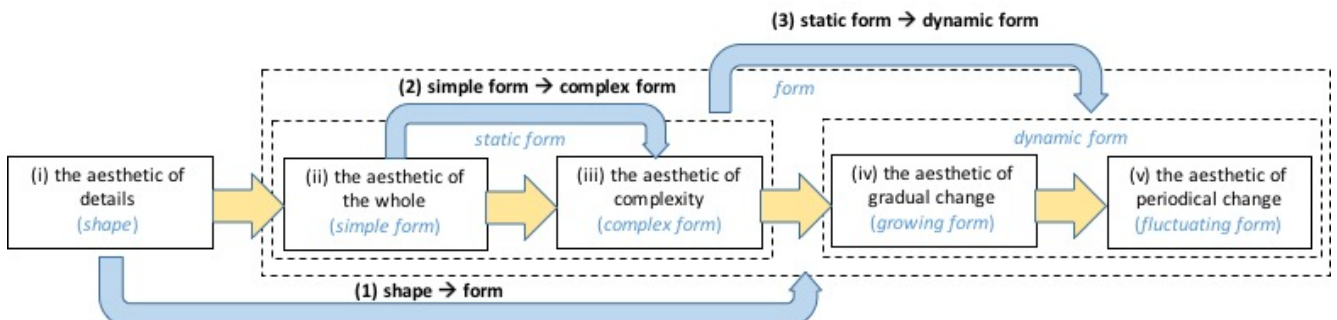 (3) static form → dynamic form
(2) simple form → complex form
form
static form
dynamic form
(i) the aesthetic of
details
(shape)
(ii) the aesthetic of
the whole
(simple form)
(iii) the aesthetic of
complexity
(complex form)
(iv) the aesthetic of
gradual change
(growing form)
(v) the aesthetic of
periodical change
(fluctuating form)
(1) shape → form